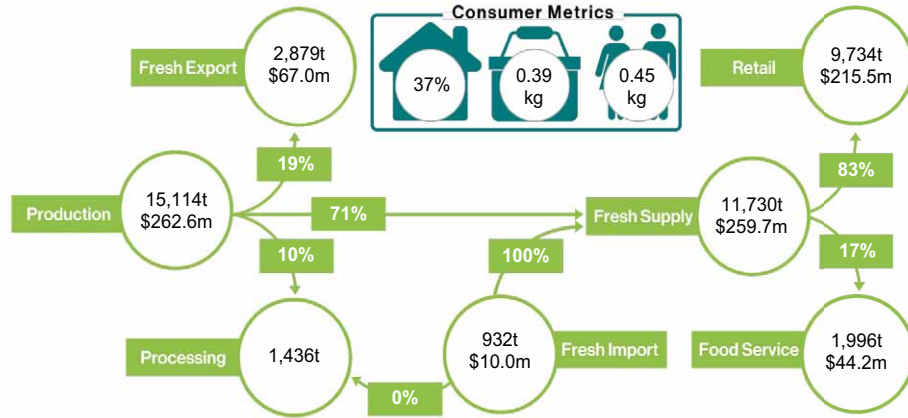 Consumer Metrics
37%
0.39
kg
0.45
kg
Fresh Export
2,879t
$67.0m
Retail
9,734t
$215.5m
19%
83%
Production
15,114t
$262.6m
71%
Fresh Supply
11,730t
$259.7m
10%
100%
17%
Processing
1,436t
932t
$10.0m
Fresh Import
Food Service
1,996t
$44.2m
0%